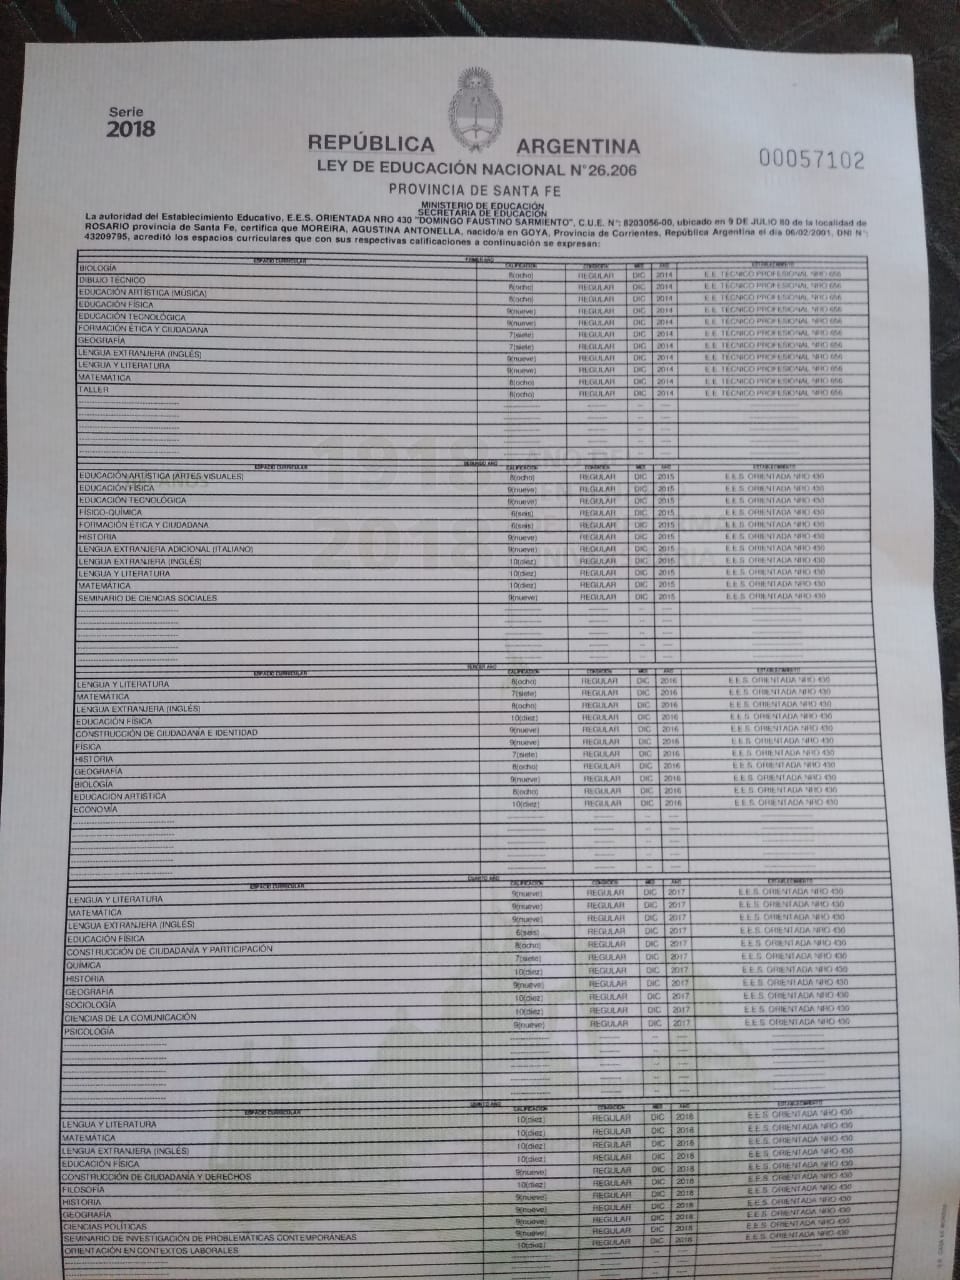 Serie
2018
REPÚBLICA ARGENTINA
00057102
LEY DE EDUCACIÓN NACIONAL N°26.206
PROVINCIA DE SANTA FE
MINISTERIO DE EDUCACIÓN
SECRETARIA DE EDUCACIÓN
La autoridad del Establecimiento Educativo, E.E.S. ORIENTADA NRO 430 "DOMINGO FAUSTINO SARMIENTO", C.U.E. N°: 8203056-00, ubicado en 9 DE JULIO 80 de la localidad de
ROSARIO provincia de Santa Fe, certifica que MOREIRA, AGUSTINA ANTONELLA, nacido/a en GOYA, Provincia de Corrientes, República Argentina el día 06/02/2001, DNI N°:
43209795, acreditó los espacios curriculares que con sus respectivas calificaciones a continuación se expresan:
PRIMER AÑO
ESPACIO CURRICULAR CALIFICACIÓN CONDICIÓN MES AÑO ESTABLECIMIENTO
BIOLOGÍA 8(ocho) REGULAR DIC 2014 E.E. TÉCNICO PROFESIONAL NRO 656
DIBUJO TÉCNICO 8(ocho) REGULAR DIC 2014 E.E. TÉCNICO PROFESIONAL NRO 656
EDUCACIÓN ARTÍSTICA (MÚSICA) 8(ocho) REGULAR DIC 2014 E.E. TÉCNICO PROFESIONAL NRO 656
EDUCACIÓN FÍSICA 9(nueve) REGULAR DIC 2014 E.E. TÉCNICO PROFESIONAL NRO 656
EDUCACIÓN TECNOLÓGICA 9(nueve) REGULAR DIC 2014 E.E. TÉCNICO PROFESIONAL NRO 656
FORMACIÓN ÉTICA Y CIUDADANA 7(siete) REGULAR DIC 2014 E.E. TÉCNICO PROFESIONAL NRO 656
GEOGRAFÍA 7(siete) REGULAR DIC 2014 E.E. TÉCNICO PROFESIONAL NRO 656
LENGUA EXTRANJERA (INGLÉS) 9(nueve) REGULAR DIC 2014 E.E. TÉCNICO PROFESIONAL NRO 656
LENGUA Y LITERATURA 9(nueve) REGULAR DIC 2014 E.E. TÉCNICO PROFESIONAL NRO 656
MATEMÁTICA 8(ocho) REGULAR DIC 2014 E.E. TÉCNICO PROFESIONAL NRO 656
TALLER 8(ocho) REGULAR DIC 2014 E.E. TÉCNICO PROFESIONAL NRO 656
SEGUNDO AÑO
ESPACIO CURRICULAR CALIFICACIÓN CONDICIÓN MES AÑO ESTABLECIMIENTO
EDUCACIÓN ARTÍSTICA (ARTES VISUALES) 8(ocho) REGULAR DIC 2015 E.E.S. ORIENTADA NRO 430
EDUCACIÓN FÍSICA 9(nueve) REGULAR DIC 2015 E.E.S. ORIENTADA NRO 430
EDUCACIÓN TECNOLÓGICA 9(nueve) REGULAR DIC 2015 E.E.S. ORIENTADA NRO 430
FÍSICO-QUÍMICA 6(seis) REGULAR DIC 2015 E.E.S. ORIENTADA NRO 430
FORMACIÓN ÉTICA Y CIUDADANA 6(seis) REGULAR DIC 2015 E.E.S. ORIENTADA NRO 430
HISTORIA 9(nueve) REGULAR DIC 2015 E.E.S. ORIENTADA NRO 430
LENGUA EXTRANJERA ADICIONAL (ITALIANO) 9(nueve) REGULAR DIC 2015 E.E.S. ORIENTADA NRO 430
LENGUA EXTRANJERA (INGLÉS) 10(diez) REGULAR DIC 2015 E.E.S. ORIENTADA NRO 430
LENGUA Y LITERATURA 10(diez) REGULAR DIC 2015 E.E.S. ORIENTADA NRO 430
MATEMÁTICA 10(diez) REGULAR DIC 2015 E.E.S. ORIENTADA NRO 430
SEMINARIO DE CIENCIAS SOCIALES 9(nueve) REGULAR DIC 2015 E.E.S. ORIENTADA NRO 430
TERCER AÑO
ESPACIO CURRICULAR CALIFICACIÓN CONDICIÓN MES AÑO ESTABLECIMIENTO
LENGUA Y LITERATURA 8(ocho) REGULAR DIC 2016 E.E.S. ORIENTADA NRO 430
MATEMÁTICA 7(siete) REGULAR DIC 2016 E.E.S. ORIENTADA NRO 430
LENGUA EXTRANJERA (INGLÉS) 8(ocho) REGULAR DIC 2016 E.E.S. ORIENTADA NRO 430
EDUCACIÓN FÍSICA 10(diez) REGULAR DIC 2016 E.E.S. ORIENTADA NRO 430
CONSTRUCCIÓN DE CIUDADANÍA E IDENTIDAD 9(nueve) REGULAR DIC 2016 E.E.S. ORIENTADA NRO 430
FÍSICA 9(nueve) REGULAR DIC 2016 E.E.S. ORIENTADA NRO 430
HISTORIA 7(siete) REGULAR DIC 2016 E.E.S. ORIENTADA NRO 430
GEOGRAFÍA 8(ocho) REGULAR DIC 2016 E.E.S. ORIENTADA NRO 430
BIOLOGÍA 9(nueve) REGULAR DIC 2016 E.E.S. ORIENTADA NRO 430
EDUCACIÓN ARTÍSTICA 8(ocho) REGULAR DIC 2016 E.E.S. ORIENTADA NRO 430
ECONOMÍA 10(diez) REGULAR DIC 2016 E.E.S. ORIENTADA NRO 430
CUARTO AÑO
ESPACIO CURRICULAR CALIFICACIÓN CONDICIÓN MES AÑO ESTABLECIMIENTO
LENGUA Y LITERATURA 9(nueve) REGULAR DIC 2017 E.E.S. ORIENTADA NRO 430
MATEMÁTICA 9(nueve) REGULAR DIC 2017 E.E.S. ORIENTADA NRO 430
LENGUA EXTRANJERA (INGLÉS) 9(nueve) REGULAR DIC 2017 E.E.S. ORIENTADA NRO 430
EDUCACIÓN FÍSICA 6(seis) REGULAR DIC 2017 E.E.S. ORIENTADA NRO 430
CONSTRUCCIÓN DE CIUDADANÍA Y PARTICIPACIÓN 8(ocho) REGULAR DIC 2017 E.E.S. ORIENTADA NRO 430
QUÍMICA 7(siete) REGULAR DIC 2017 E.E.S. ORIENTADA NRO 430
HISTORIA 10(diez) REGULAR DIC 2017 E.E.S. ORIENTADA NRO 430
GEOGRAFÍA 9(nueve) REGULAR DIC 2017 E.E.S. ORIENTADA NRO 430
SOCIOLOGÍA 10(diez) REGULAR DIC 2017 E.E.S. ORIENTADA NRO 430
CIENCIAS DE LA COMUNICACIÓN 10(diez) REGULAR DIC 2017 E.E.S. ORIENTADA NRO 430
PSICOLOGÍA 9(nueve) REGULAR DIC 2017 E.E.S. ORIENTADA NRO 430
QUINTO AÑO
ESPACIO CURRICULAR CALIFICACIÓN CONDICIÓN MES AÑO ESTABLECIMIENTO
LENGUA Y LITERATURA 10(diez) REGULAR DIC 2018 E.E.S. ORIENTADA NRO 430
MATEMÁTICA 10(diez) REGULAR DIC 2018 E.E.S. ORIENTADA NRO 430
LENGUA EXTRANJERA (INGLÉS) 10(diez) REGULAR DIC 2018 E.E.S. ORIENTADA NRO 430
EDUCACIÓN FÍSICA 10(diez) REGULAR DIC 2018 E.E.S. ORIENTADA NRO 430
CONSTRUCCIÓN DE CIUDADANÍA Y DERECHOS 9(nueve) REGULAR DIC 2018 E.E.S. ORIENTADA NRO 430
FILOSOFÍA 10(diez) REGULAR DIC 2018 E.E.S. ORIENTADA NRO 430
HISTORIA 9(nueve) REGULAR DIC 2018 E.E.S. ORIENTADA NRO 430
GEOGRAFÍA 9(nueve) REGULAR DIC 2018 E.E.S. ORIENTADA NRO 430
CIENCIAS POLÍTICAS 9(nueve) REGULAR DIC 2018 E.E.S. ORIENTADA NRO 430
SEMINARIO DE INVESTIGACIÓN DE PROBLEMÁTICAS CONTEMPORÁNEAS 9(nueve) REGULAR DIC 2018 E.E.S. ORIENTADA NRO 430
ORIENTACIÓN EN CONTEXTOS LABORALES 10(diez) REGULAR DIC 2018 E.E.S. ORIENTADA NRO 430